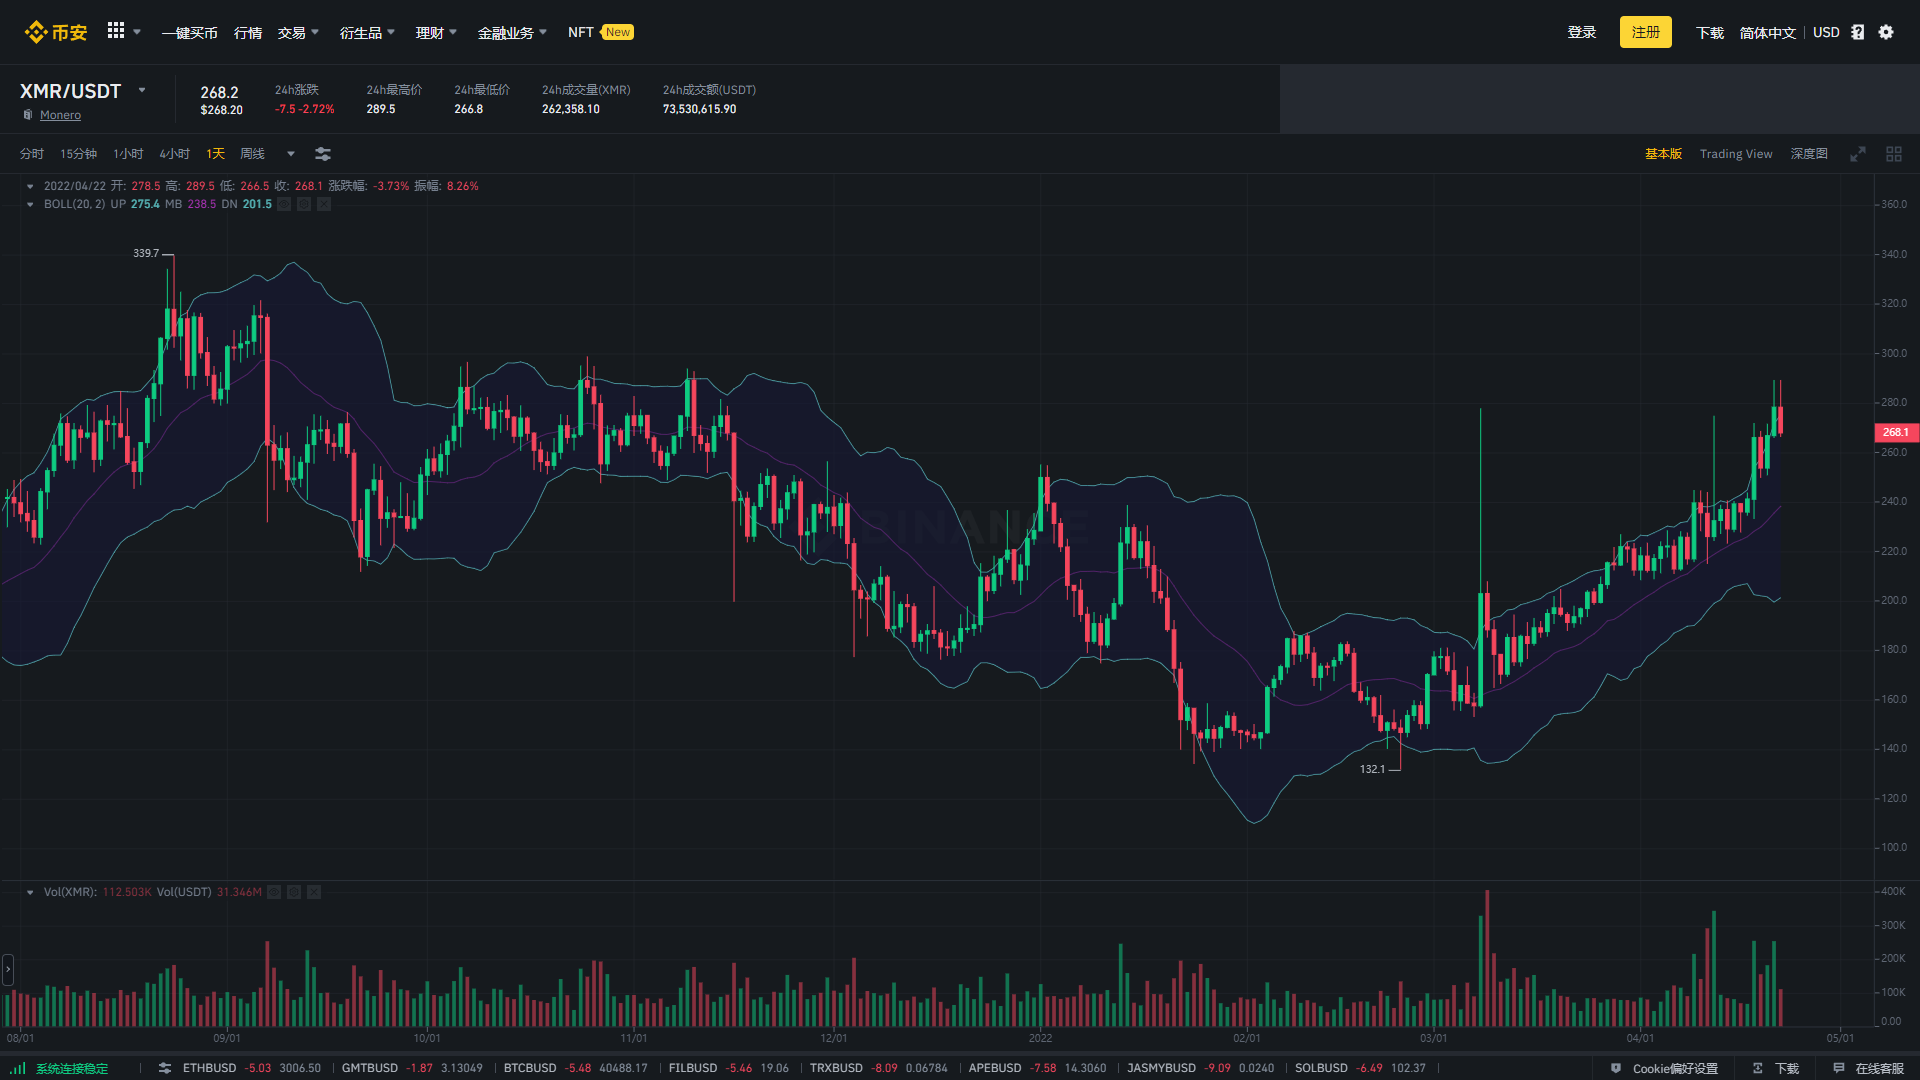 币安 一键买币 行情 交易 衍生品 理财 金融业务 NFT New 登录 注册 下载 简体中文 USD
XMR/USDT
Monero
268.2
$268.20
24h涨跌
-7.5 -2.72%
24h最高价
289.5
24h最低价
266.8
24h成交量(XMR)
262,358.10
24h成交额(USDT)
73,530,615.90
分时 15分钟 1小时 4小时 1天 周线 基本版 Trading View 深度图
2022/04/22 开: 278.5 高: 289.5 低: 266.5 收: 268.1 涨跌幅: -3.73% 振幅: 8.26%
BOLL(20, 2) UP 275.4 MB 238.5 DN 201.5
339.7
132.1
BINANCE
360.0
340.0
320.0
300.0
280.0
268.1
260.0
240.0
220.0
200.0
180.0
160.0
140.0
120.0
100.0
Vol(XMR): 112.503K Vol(USDT) 31.346M
400K
300K
200K
100K
0.00
08/01 09/01 10/01 11/01 12/01 2022 02/01 03/01 04/01 05/01
系统连接稳定 ETHBUSD -5.03 3006.50 GMTBUSD -1.87 3.13049 BTCBUSD -5.48 40488.17 FILBUSD -5.46 19.06 TRXBUSD -8.09 0.06784 APEBUSD -7.58 14.3060 JASMYBUSD -9.09 0.0240 SOLBUSD -6.49 102.37 Cookie偏好设置 下载 在线客服